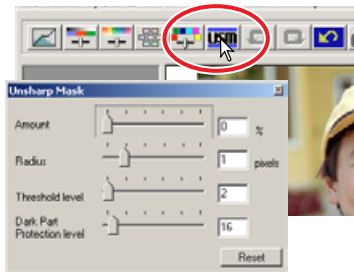 usm
Unsharp Mask
Amount 0 %
Radius 1 pixels
Threshold level 2
Dark Part
Protection level 16
Reset